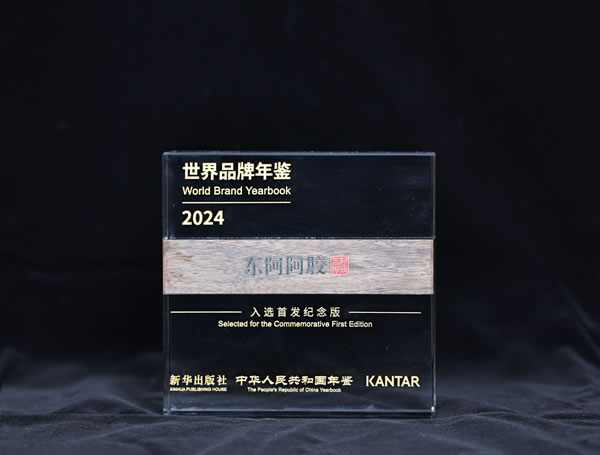 世界品牌年鉴
World Brand Yearbook
2024
东阿阿胶
入选首发纪念版
Selected for the Commemorative First Edition
新华出版社
XINHUA PUBLISHING HOUSE
中华人民共和国年鉴
The People's Republic of China Yearbook
KANTAR